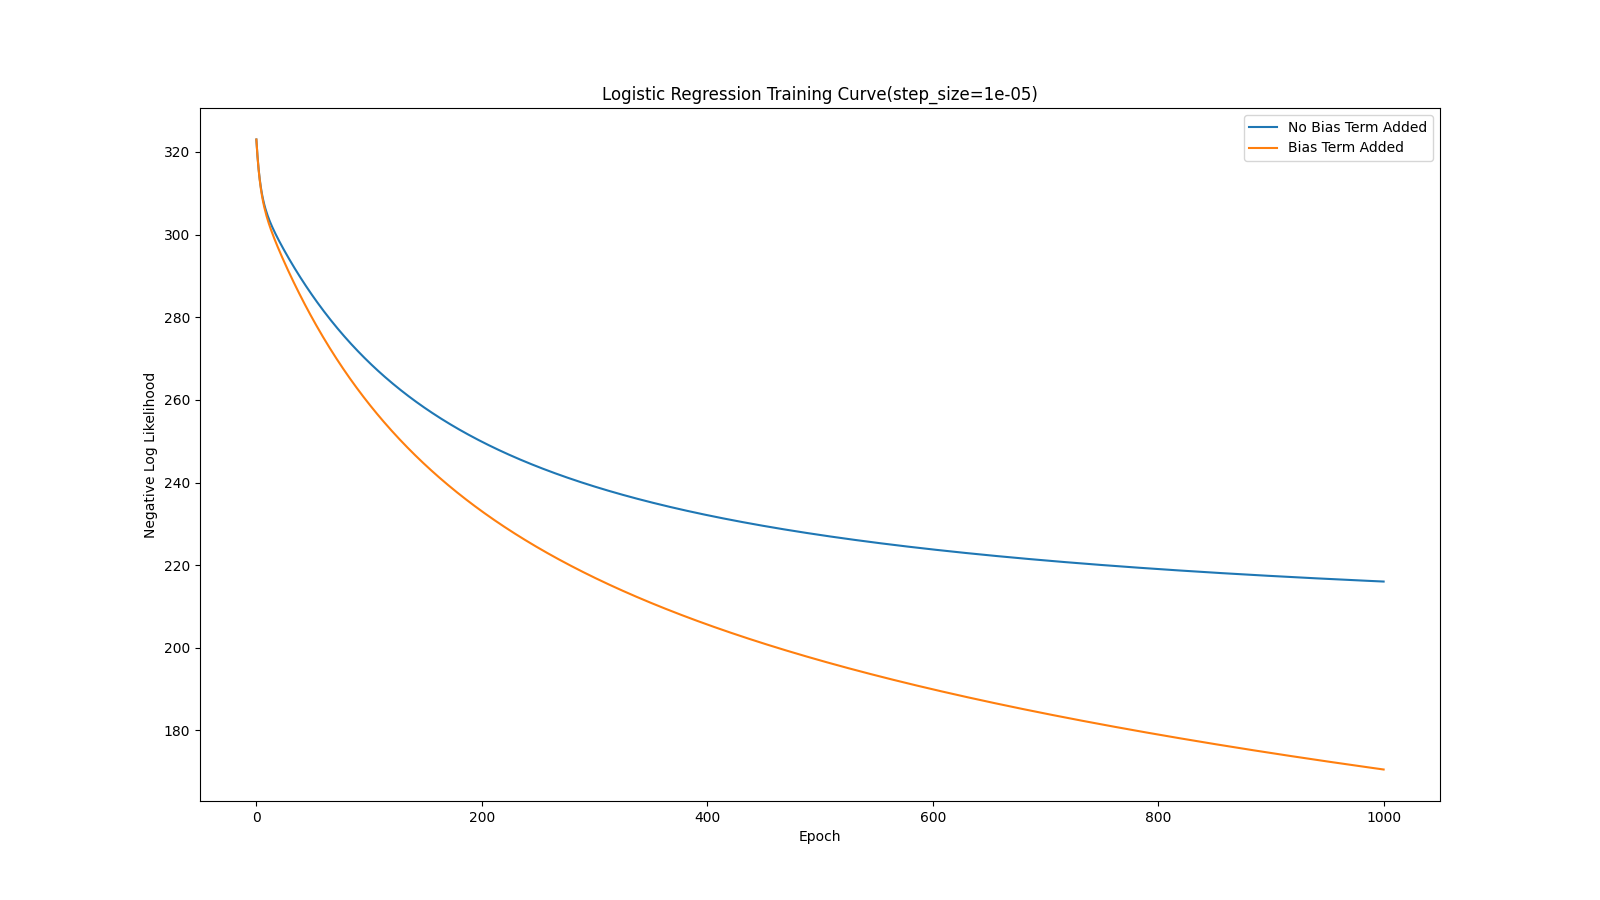 Logistic Regression Training Curve(step_size=1e-05)
No Bias Term Added
Bias Term Added
Negative Log Likelihood
320
300
280
260
240
220
200
180
0 200 400 600 800 1000
Epoch